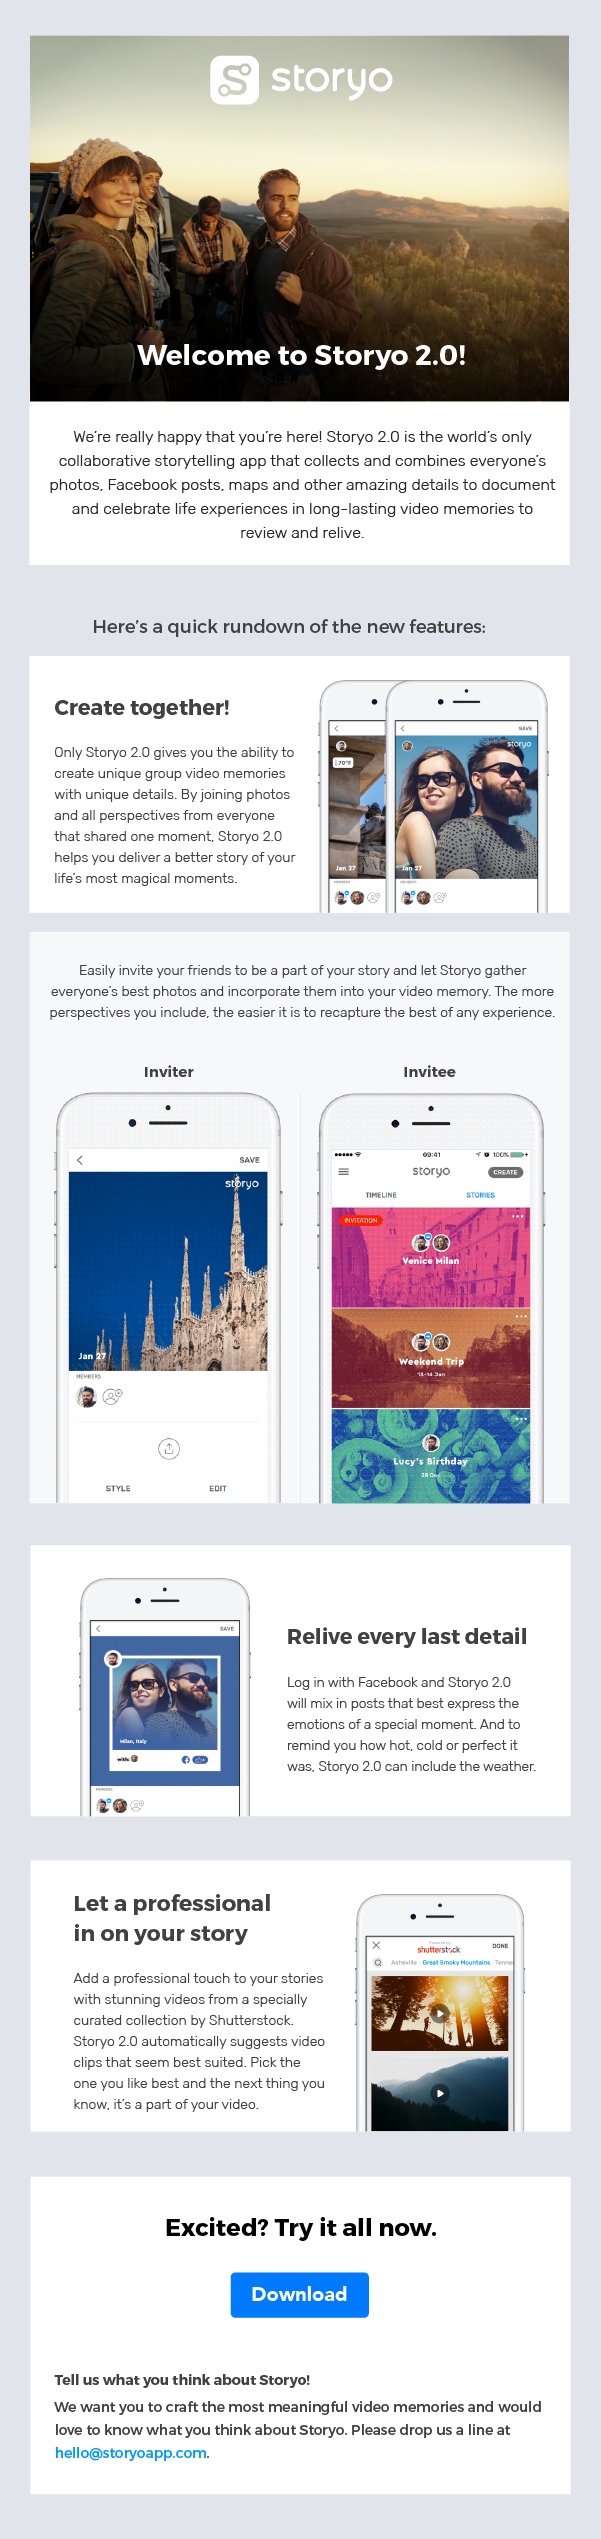 storyo
Welcome to Storyo 2.0!
We're really happy that you're here! Storyo 2.0 is the world's only
collaborative storytelling app that collects and combines everyone's
photos, Facebook posts, maps and other amazing details to document
and celebrate life experiences in long-lasting video memories to
review and relive.
Here's a quick rundown of the new features:
Create together!
Only Storyo 2.0 gives you the ability to
create unique group video memories
with unique details. By joining photos
and all perspectives from everyone
that shared one moment, Storyo 2.0
helps you deliver a better story of your
life's most magical moments.
SAVE
storyo
70°F
Jan 27
Jan 27
MEMBERS
Easily invite your friends to be a part of your story and let Storyo gather
everyone's best photos and incorporate them into your video memory. The more
perspectives you include, the easier it is to recapture the best of any experience.
Inviter
SAVE
storyo
Jan 27
MEMBERS
STYLE EDIT
Invitee
09:41 100%
storyo CREATE
TIMELINE STORIES
INVITATION
Venice Milan
Weekend Trip
13-14 Jan
Lucy's Birthday
Relive every last detail
Log in with Facebook and Storyo 2.0
will mix in posts that best express the
emotions of a special moment. And to
remind you how hot, cold or perfect it
was, Storyo 2.0 can include the weather.
SAVE
Milan, Italy
with:
MEMBERS
Let a professional
in on your story
Add a professional touch to your stories
with stunning videos from a specially
curated collection by Shutterstock.
Storyo 2.0 automatically suggests video
clips that seem best suited. Pick the
one you like best and the next thing you
know, it's a part of your video.
Powered by
shutterstock DONE
Asheville Great Smoky Mountains Tenner
Excited? Try it all now.
Download
Tell us what you think about Storyo!
We want you to craft the most meaningful video memories and would
love to know what you think about Storyo. Please drop us a line at
hello@storyoapp.com.